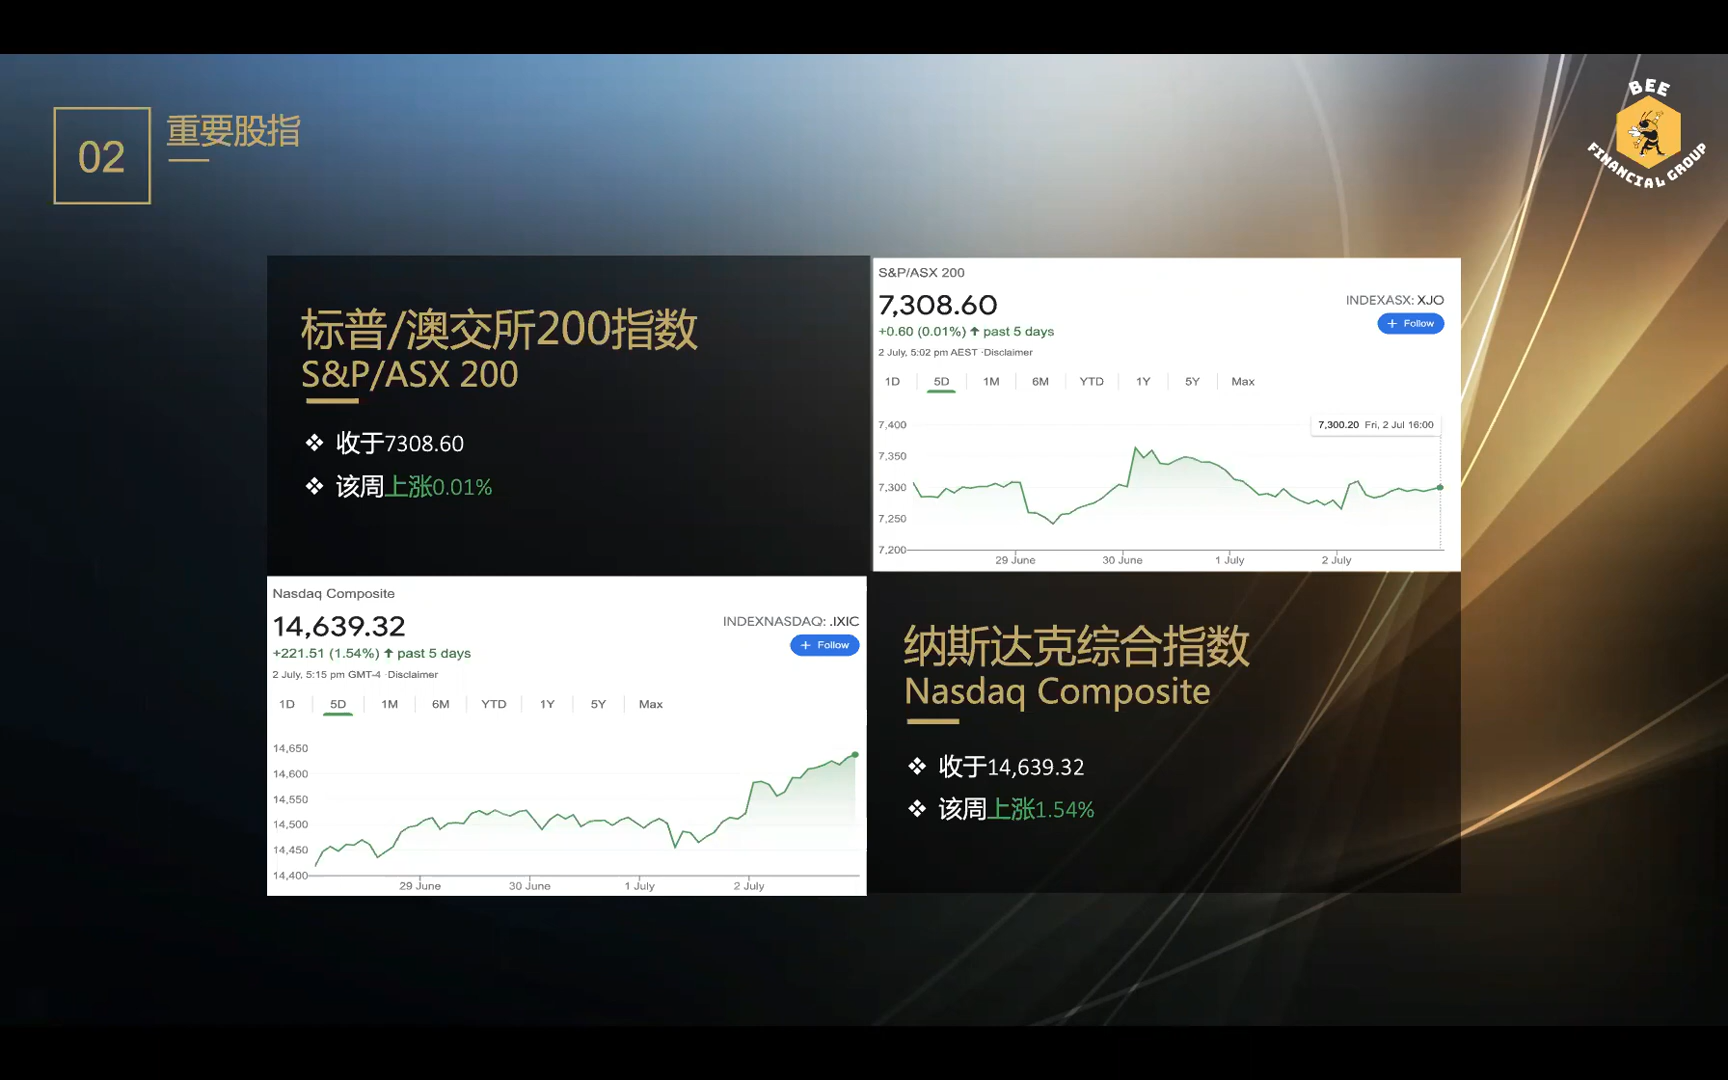 02
重要股指
BEE
FINANCIAL GROUP
标普/澳交所200指数
S&P/ASX 200
❖ 收于7308.60
❖ 该周上涨0.01%
S&P/ASX 200
7,308.60
INDEXASX: XJO
+0.60 (0.01%) ↑ past 5 days
+ Follow
2 July, 5:02 pm AEST ·Disclaimer
1D 5D 1M 6M YTD 1Y 5Y Max
7,300.20 Fri, 2 Jul 16:00
7,400
7,350
7,300
7,250
7,200
29 June 30 June 1 July 2 July
Nasdaq Composite
14,639.32
INDEXNASDAQ: .IXIC
+221.51 (1.54%) ↑ past 5 days
+ Follow
2 July, 5:15 pm GMT-4 ·Disclaimer
1D 5D 1M 6M YTD 1Y 5Y Max
14,650
14,600
14,550
14,500
14,450
14,400
29 June 30 June 1 July 2 July
纳斯达克综合指数
Nasdaq Composite
❖ 收于14,639.32
❖ 该周上涨1.54%